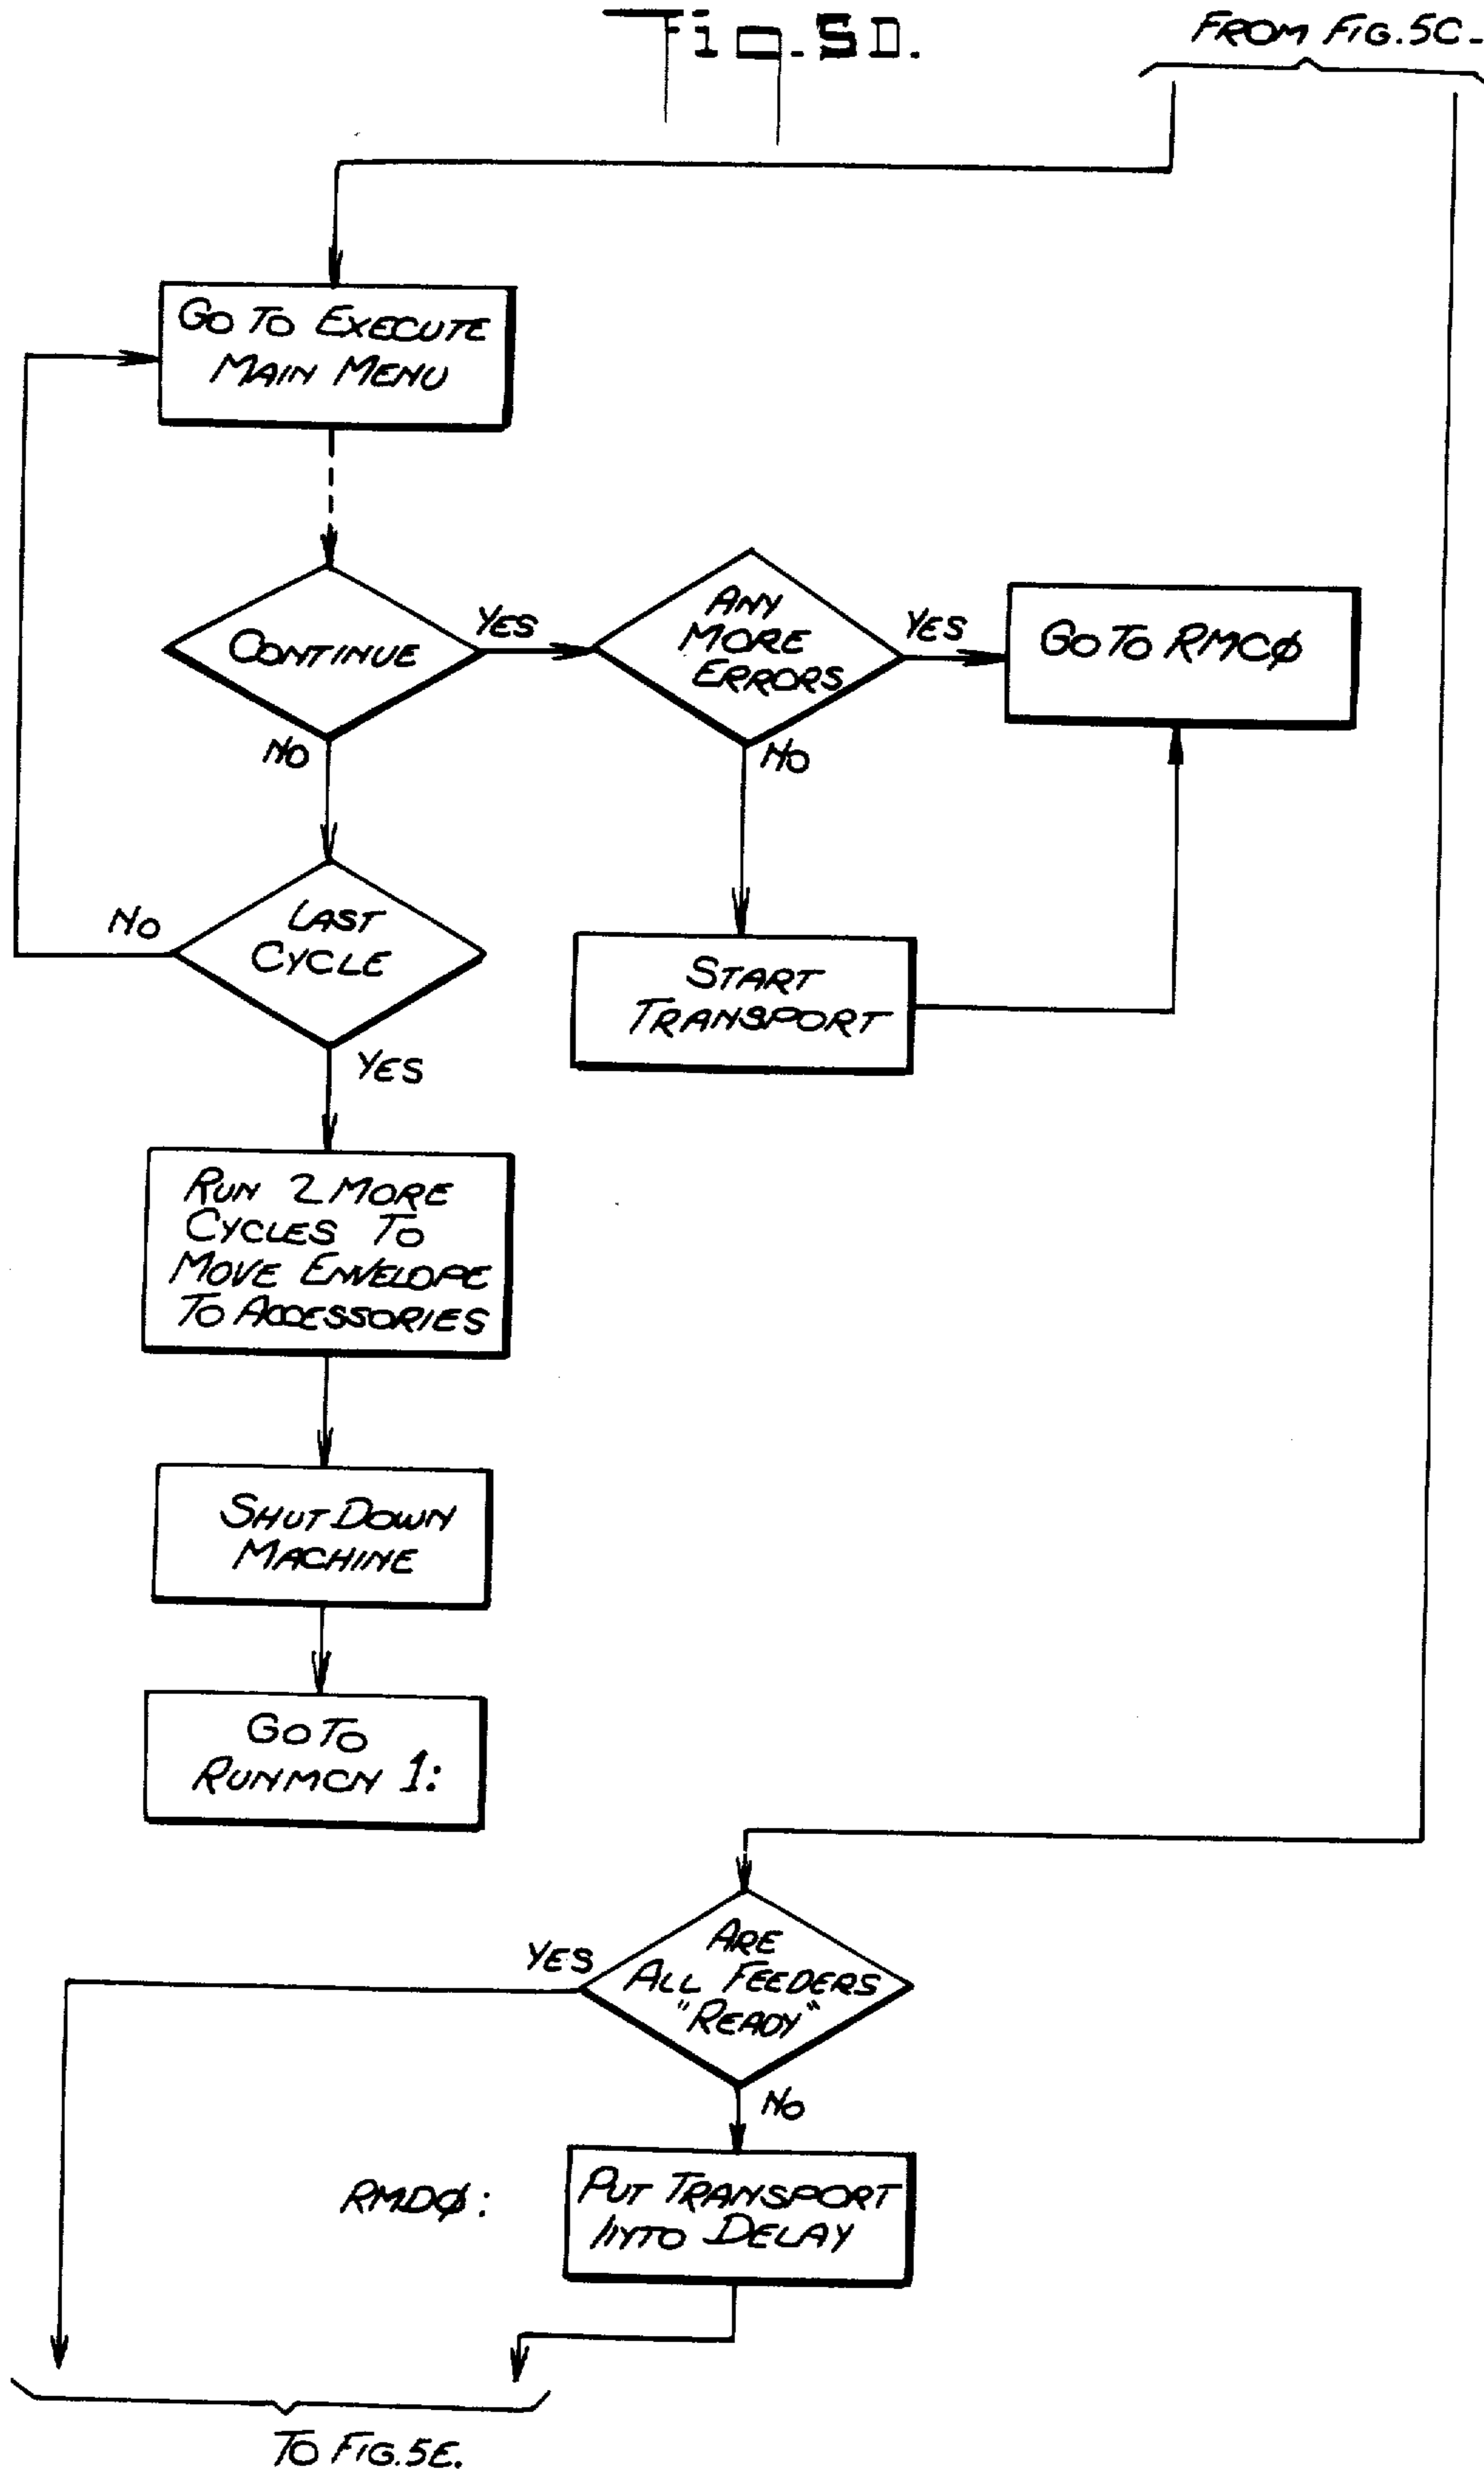 Fig. 5D.
FROM FIG. 5C.
GO TO EXECUTE
MAIN MENU
CONTINUE
YES
NO
ANY
MORE
ERRORS
YES
NO
GO TO RMCØ
LAST
CYCLE
NO
YES
START
TRANSPORT
RUN 2 MORE
CYCLES TO
MOVE ENVELOPE
TO ACCESSORIES
SHUT DOWN
MACHINE
GO TO
RUNMCN 1:
ARE
ALL FEEDERS
"READY"
YES
NO
RMDØ:
PUT TRANSPORT
INTO DELAY
TO FIG. 5E.